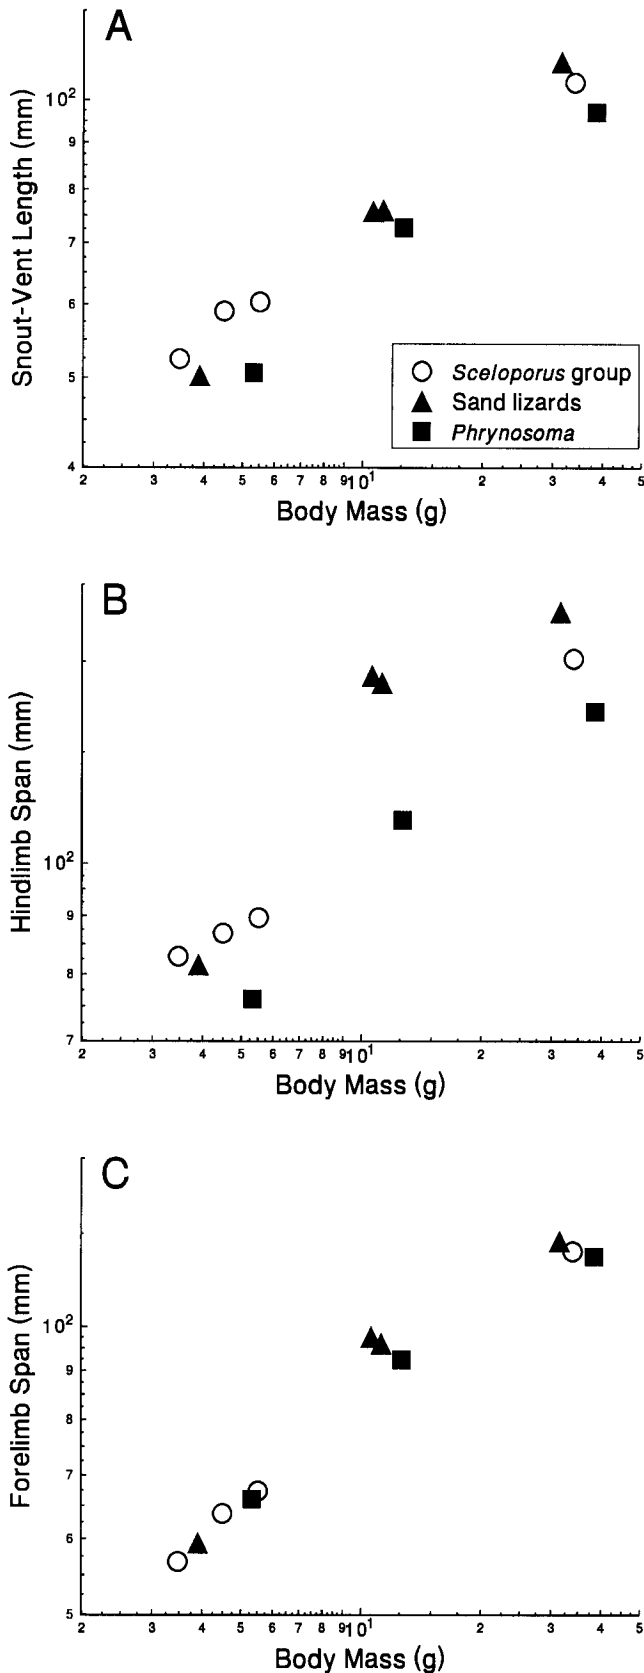 A
Snout-Vent Length (mm)
10²
9
8
7
6
5
4
Sceloporus group
Sand lizards
Phrynosoma
2 3 4 5 6 7 8 9 10¹ 2 3 4 5
Body Mass (g)
B
Hindlimb Span (mm)
10²
9
8
7
2 3 4 5 6 7 8 9 10¹ 2 3 4 5
Body Mass (g)
C
Forelimb Span (mm)
10²
9
8
7
6
5
2 3 4 5 6 7 8 9 10¹ 2 3 4 5
Body Mass (g)